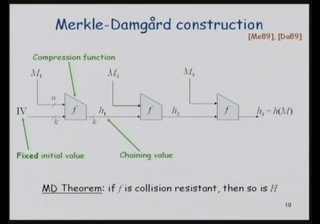 Merkle-Damgård construction
[Me89], [Da89]
Compression function
M₁ M₂ M₃
n
f f f
IV h₁ h₂ h₃ = h(M)
k k
Fixed initial value Chaining value
MD Theorem: if f is collision resistant, then so is H
10